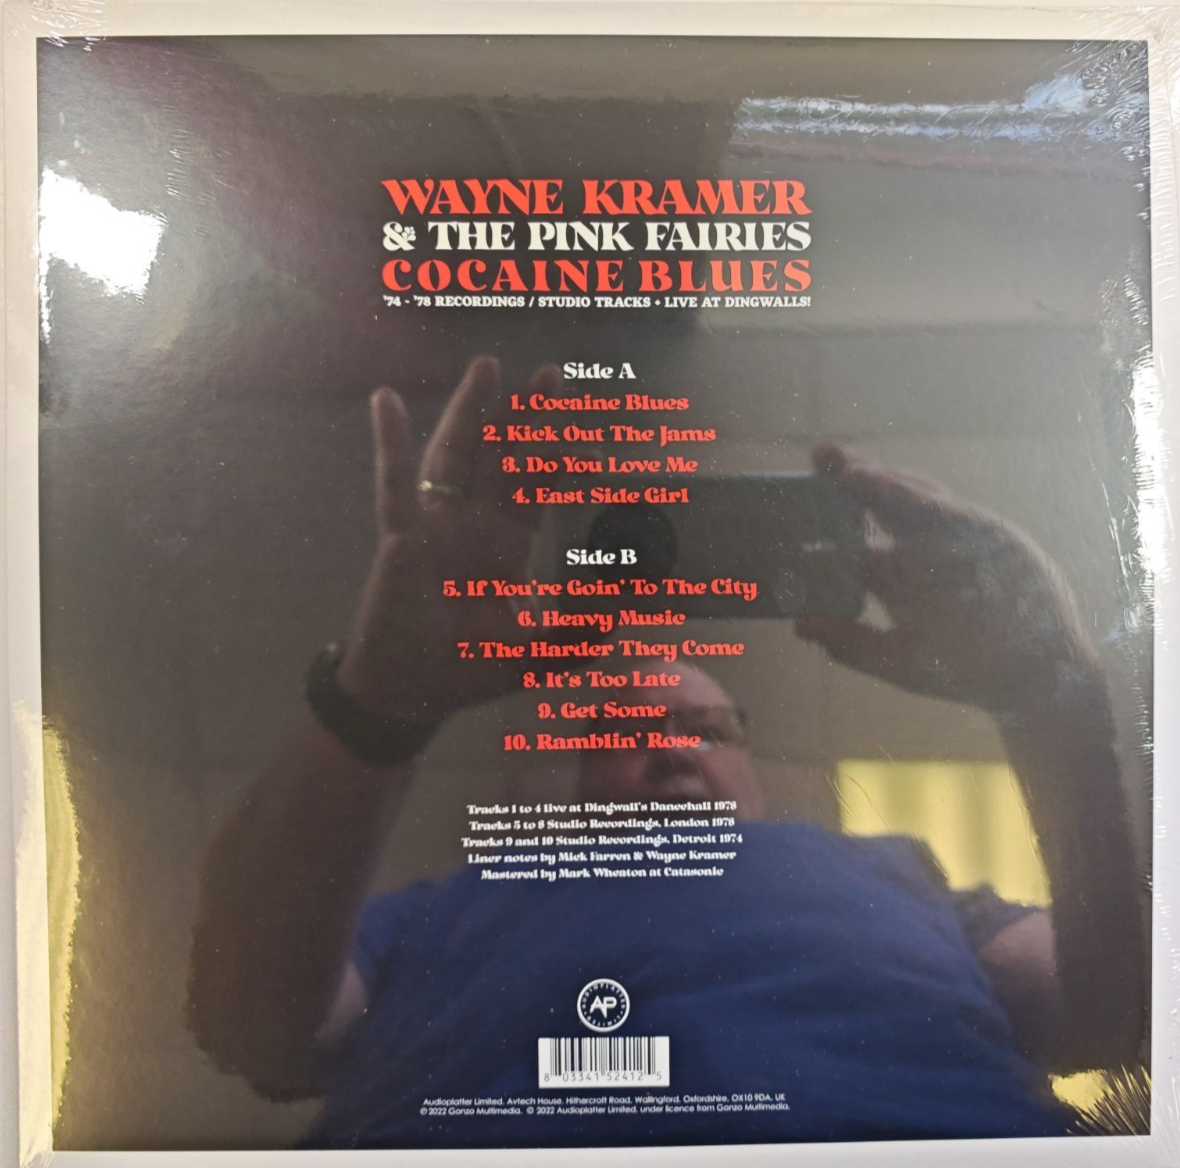 WAYNE KRAMER
& THE PINK FAIRIES
COCAINE BLUES
'74 - '78 RECORDINGS / STUDIO TRACKS + LIVE AT DINGWALLS!
Side A
1. Cocaine Blues
2. Kick Out The Jams
3. Do You Love Me
4. East Side Girl
Side B
5. If You're Goin' To The City
6. Heavy Music
7. The Harder They Come
8. It's Too Late
9. Get Some
10. Ramblin' Rose
Tracks 1 to 4 live at Dingwall's Dancehall 1978
Tracks 5 to 8 Studio Recordings, London 1978
Tracks 9 and 10 Studio Recordings, Detroit 1974
Liner notes by Mick Farren & Wayne Kramer
Mastered by Mark Wheaton at Catasonic
AP
8 03341 52412 5
Audioplatter Limited, Avtech House, Hithercroft Road, Wallingford, Oxfordshire, OX10 9DA, UK
℗ 2022 Gonzo Multimedia. © 2022 Audioplatter Limited, under licence from Gonzo Multimedia.